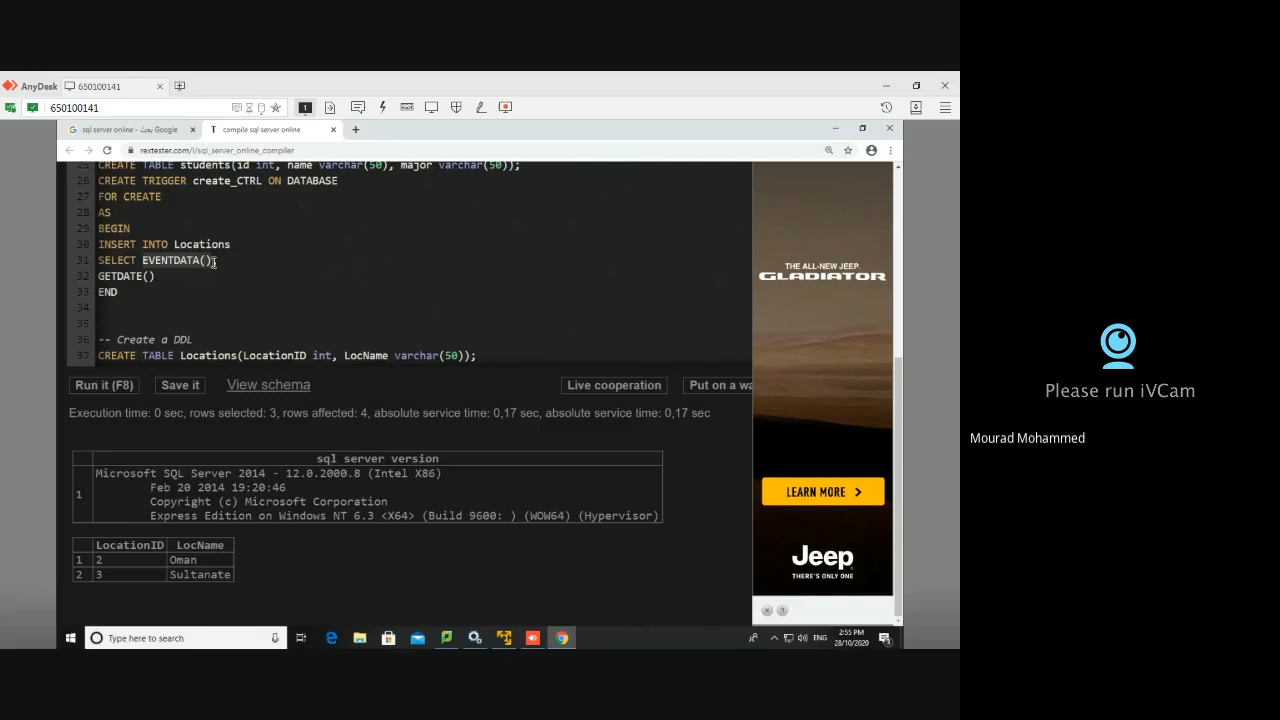 AnyDesk
650100141
650100141
1
sql server online - بحث Google
compile sql server online
rextester.com/l/sql_server_online_compiler
25 CREATE TABLE students(id int, name varchar(50), major varchar(50));
26 CREATE TRIGGER create_CTRL ON DATABASE
27 FOR CREATE
28 AS
29 BEGIN
30 INSERT INTO Locations
31 SELECT EVENTDATA(),
32 GETDATE()
33 END
34
35
36 -- Create a DDL
37 CREATE TABLE Locations(LocationID int, LocName varchar(50));
Run it (F8) Save it View schema Live cooperation Put on a wa
Execution time: 0 sec, rows selected: 3, rows affected: 4, absolute service time: 0,17 sec, absolute service time: 0,17 sec
sql server version
1 Microsoft SQL Server 2014 - 12.0.2000.8 (Intel X86)
Feb 20 2014 19:20:46
Copyright (c) Microsoft Corporation
Express Edition on Windows NT 6.3 <X64> (Build 9600: ) (WOW64) (Hypervisor)
LocationID LocName
1 2 Oman
2 3 Sultanate
THE ALL-NEW JEEP.
GLADIATOR
LEARN MORE
Jeep
THERE'S ONLY ONE
Type here to search
ENG
2:55 PM
28/10/2020
Please run iVCam
Mourad Mohammed